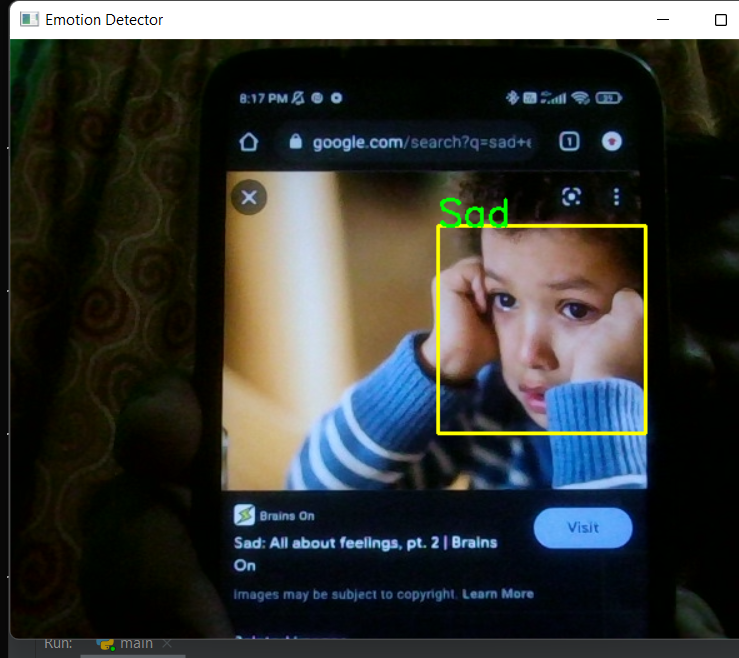 Emotion Detector
8:17 PM
google.com/search?q=sad+e
1
Sad
Brains On
Visit
Sad: All about feelings, pt. 2 | Brains
On
Images may be subject to copyright. Learn More
Run: main